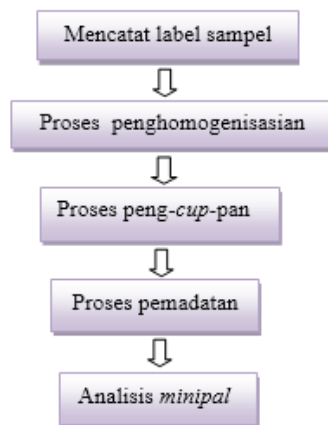 Mencatat label sampel
Proses penghomogenisasian
Proses peng-cup-pan
Proses pemadatan
Analisis minipal